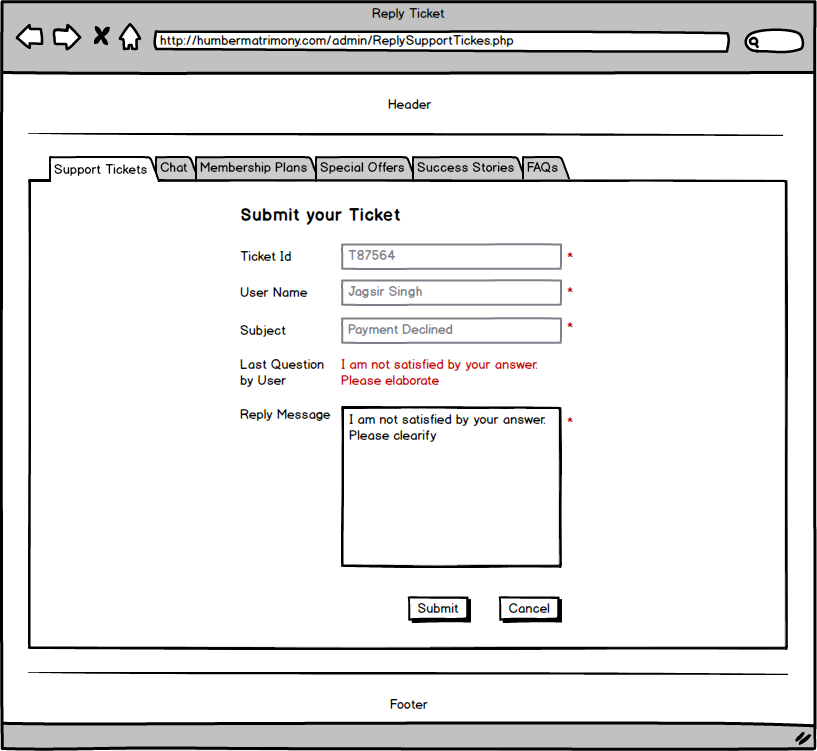 Reply Ticket
http://humbermatrimony.com/admin/ReplySupportTickes.php
Header
Support Tickets Chat Membership Plans Special Offers Success Stories FAQs
Submit your Ticket
Ticket Id T87564 *
User Name Jagsir Singh *
Subject Payment Declined *
Last Question I am not satisfied by your answer.
by User Please elaborate
Reply Message I am not satisfied by your answer. *
Please clearify
Submit Cancel
Footer